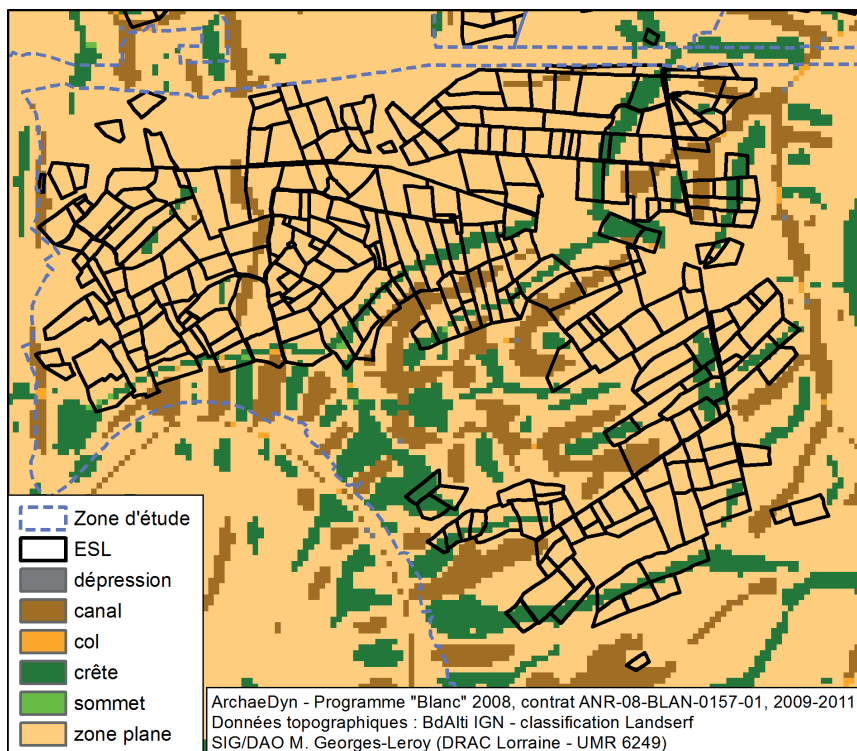 Zone d'étude
ESL
dépression
canal
col
crête
sommet
zone plane
ArchaeDyn - Programme "Blanc" 2008, contrat ANR-08-BLAN-0157-01, 2009-2011
Données topographiques : BdAlti IGN - classification Landserf
SIG/DAO M. Georges-Leroy (DRAC Lorraine - UMR 6249)